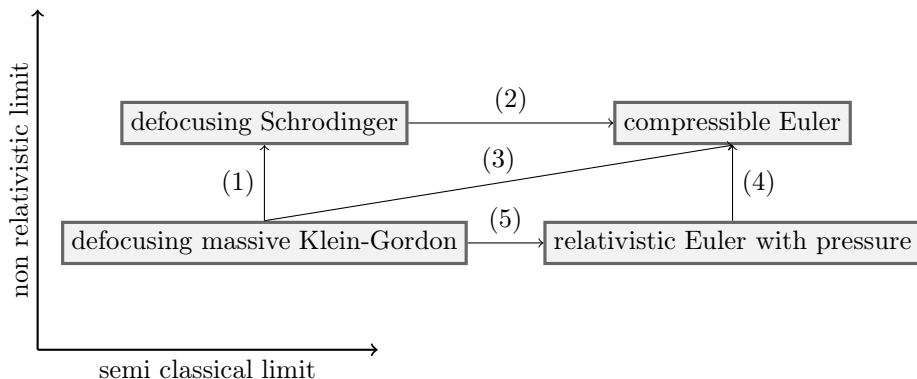 non relativistic limit
(2)
defocusing Schrodinger
compressible Euler
(3)
(1)
(4)
(5)
defocusing massive Klein-Gordon
relativistic Euler with pressure
semi classical limit